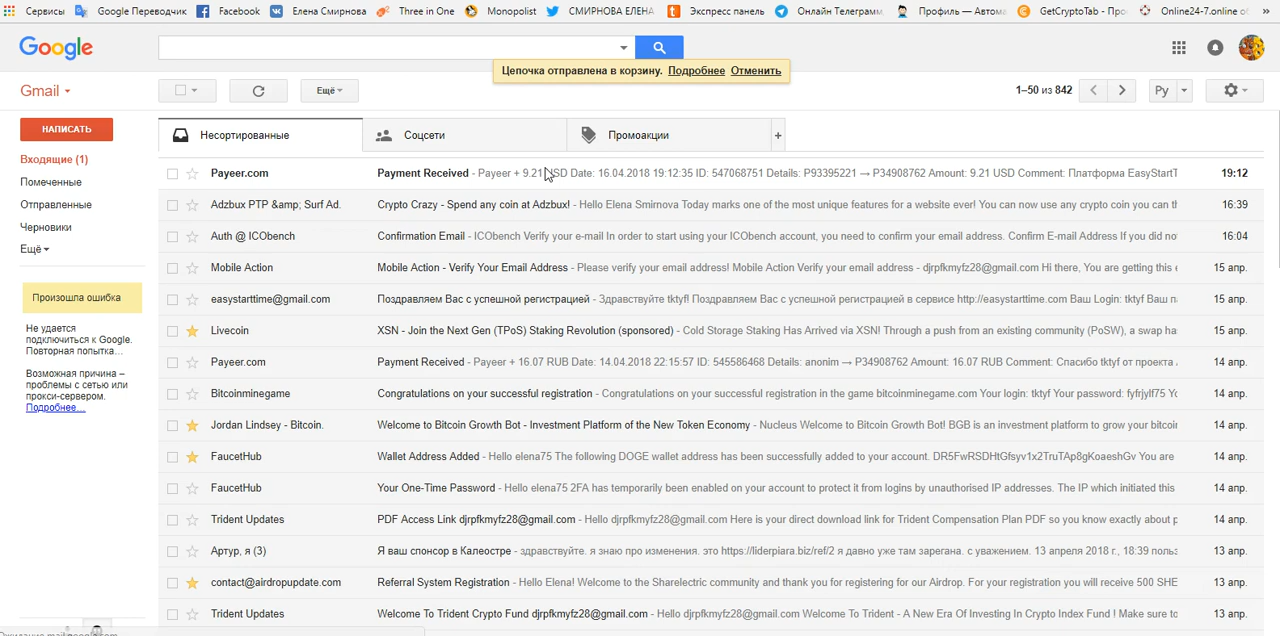 Сервисы Google Переводчик Facebook Елена Смирнова Three in One Monopolist СМИРНОВА ЕЛЕНА Экспресс панель Онлайн Телеграмм Профиль — Автома GetCryptoTab - Про Online24-7.online »
Google
Цепочка отправлена в корзину. Подробнее Отменить
Gmail
Ещё
1–50 из 842
Ру
НАПИСАТЬ
Несортированные Соцсети Промоакции +
Входящие (1)
Помеченные
Отправленные
Черновики
Ещё
Произошла ошибка
Не удается
подключиться к Google.
Повторная попытка…
Возможная причина –
проблемы с сетью или
прокси-сервером.
Подробнее…
Payeer.com Payment Received - Payeer + 9.21 USD Date: 16.04.2018 19:12:35 ID: 547068751 Details: P93395221 → P34908762 Amount: 9.21 USD Comment: Платформа EasyStartT 19:12
Adzbux PTP &amp; Surf Ad. Crypto Crazy - Spend any coin at Adzbux! - Hello Elena Smirnova Today marks one of the most unique features for a website ever! You can now use any crypto coin you can th 16:39
Auth @ ICObench Confirmation Email - ICObench Verify your e-mail In order to start using your ICObench account, you need to confirm your email address. Confirm E-mail Address If you did no 16:04
Mobile Action Mobile Action - Verify Your Email Address - Please verify your email address! Mobile Action Verify your email address - djrpfkmyfz28@gmail.com Hi there, You are getting this e 15 апр.
easystarttime@gmail.com Поздравляем Вас с успешной регистрацией - Здравствуйте tktyf! Поздравляем Вас с успешной регистрацией в сервисе http://easystarttime.com Ваш Login: tktyf Ваш па 15 апр.
Livecoin XSN - Join the Next Gen (TPoS) Staking Revolution (sponsored) - Cold Storage Staking Has Arrived via XSN! Through a push from an existing community (PoSW), a swap ha 15 апр.
Payeer.com Payment Received - Payeer + 16.07 RUB Date: 14.04.2018 22:15:57 ID: 545586468 Details: anonim → P34908762 Amount: 16.07 RUB Comment: Спасибо tktyf от проекта 14 апр.
Bitcoinminegame Congratulations on your successful registration - Congratulations on your successful registration in the game bitcoinminegame.com Your login: tktyf Your password: fyfrjylf75 Yo 14 апр.
Jordan Lindsey - Bitcoin. Welcome to Bitcoin Growth Bot - Investment Platform of the New Token Economy - Nucleus Welcome to Bitcoin Growth Bot! BGB is an investment platform to grow your bitcoin 14 апр.
FaucetHub Wallet Address Added - Hello elena75 The following DOGE wallet address has been successfully added to your account. DR5FwRSDHtGfsyv1x2TruTAp8gKoaeshGv You are 14 апр.
FaucetHub Your One-Time Password - Hello elena75 2FA has temporarily been enabled on your account to protect it from logins by unauthorised IP addresses. The IP which initiated this 14 апр.
Trident Updates PDF Access Link djrpfkmyfz28@gmail.com - Hello djrpfkmyfz28@gmail.com Here is your direct download link for Trident Compensation Plan PDF so you know exactly about p 14 апр.
Артур, я (3) Я ваш спонсор в Калеостре - здравствуйте. я знаю про изменения. это https://liderpiara.biz/ref/2 я давно уже там зарегана. с уважением. 13 апреля 2018 г., 18:39 польз 13 апр.
contact@airdropupdate.com Referral System Registration - Hello Elena! Welcome to the Sharelectric community and thank you for registering for our Airdrop. For your registration you will receive 500 SHE 13 апр.
Trident Updates Welcome To Trident Crypto Fund djrpfkmyfz28@gmail.com - Hello djrpfkmyfz28@gmail.com Welcome To Trident - A New Era Of Investing In Crypto Index Fund ! Make sure to 13 апр.